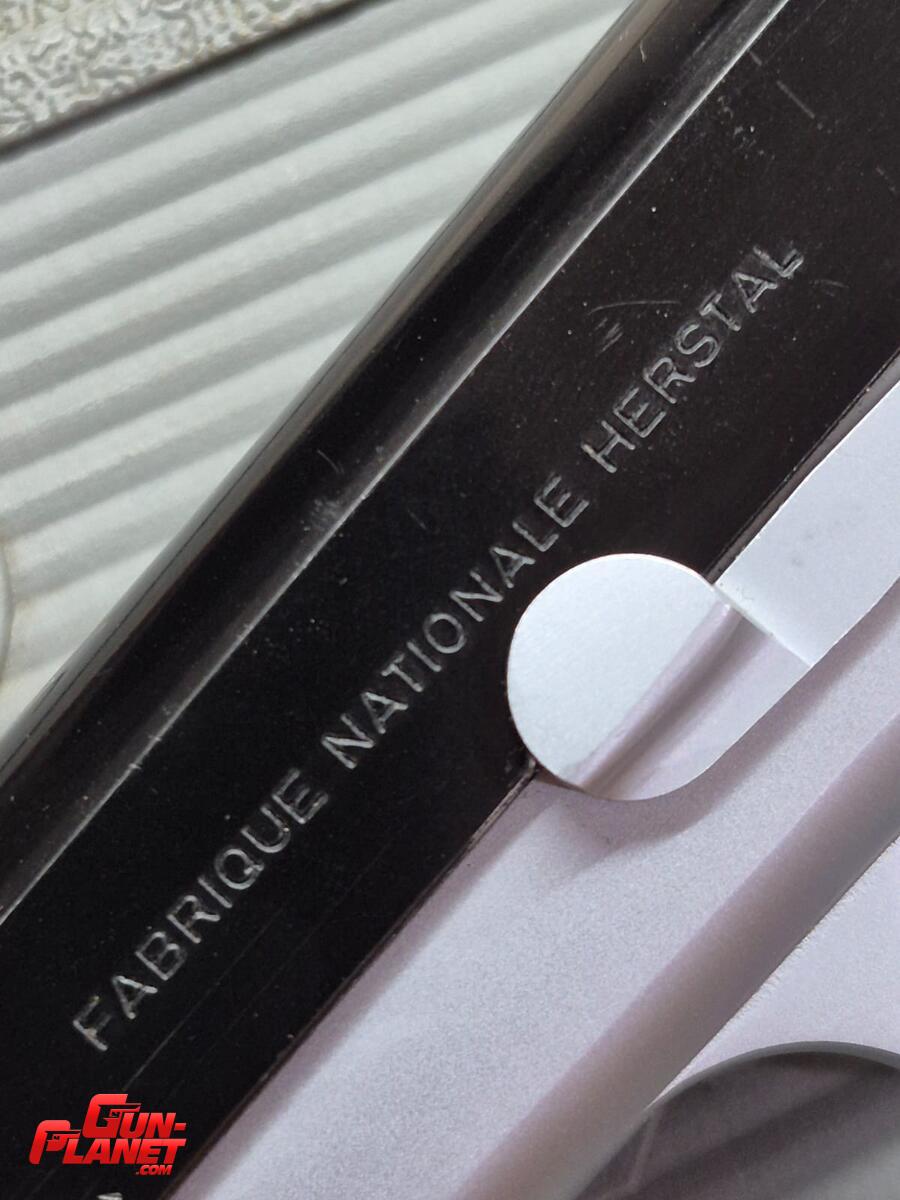 FABRIQUE NATIONALE HERSTAL
GUN-
PLANET
.COM